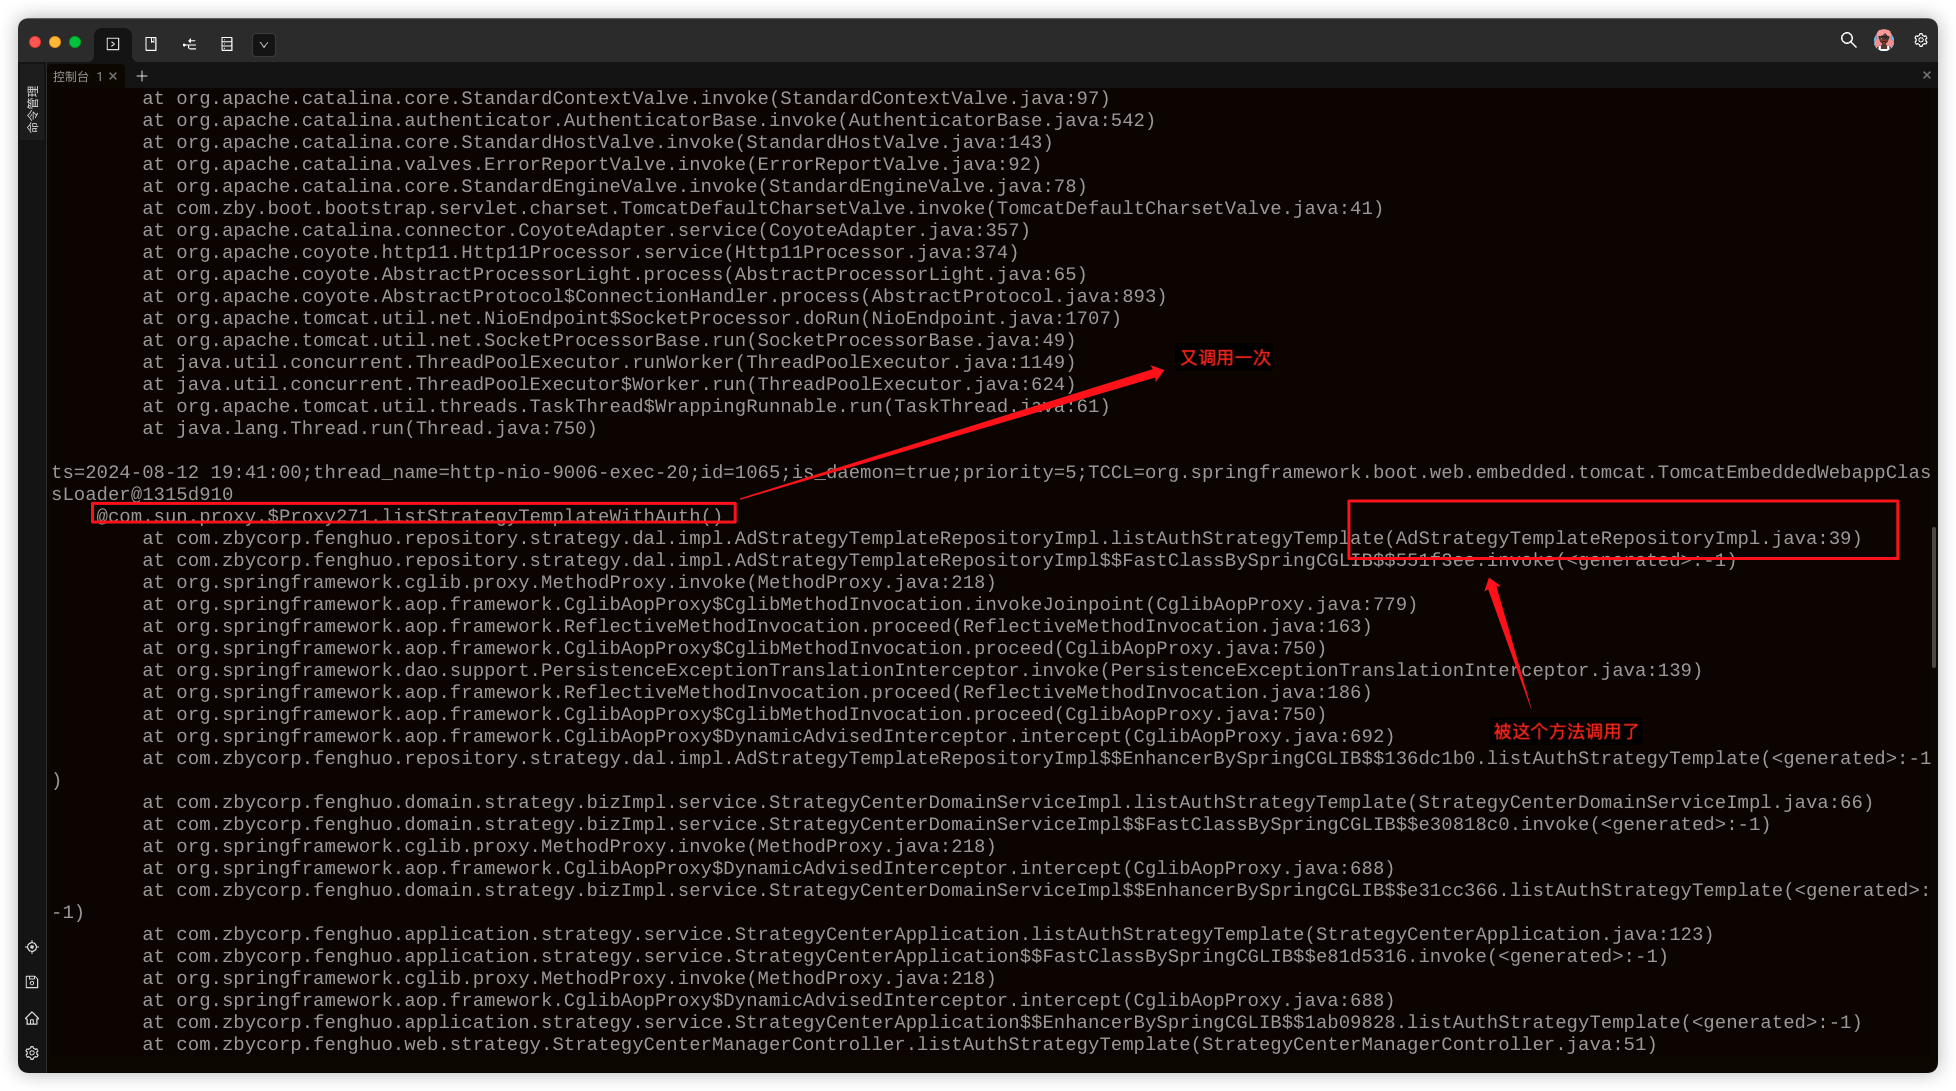 控制台 1 × +
命令管理
at org.apache.catalina.core.StandardContextValve.invoke(StandardContextValve.java:97)
at org.apache.catalina.authenticator.AuthenticatorBase.invoke(AuthenticatorBase.java:542)
at org.apache.catalina.core.StandardHostValve.invoke(StandardHostValve.java:143)
at org.apache.catalina.valves.ErrorReportValve.invoke(ErrorReportValve.java:92)
at org.apache.catalina.core.StandardEngineValve.invoke(StandardEngineValve.java:78)
at com.zby.boot.bootstrap.servlet.charset.TomcatDefaultCharsetValve.invoke(TomcatDefaultCharsetValve.java:41)
at org.apache.catalina.connector.CoyoteAdapter.service(CoyoteAdapter.java:357)
at org.apache.coyote.http11.Http11Processor.service(Http11Processor.java:374)
at org.apache.coyote.AbstractProcessorLight.process(AbstractProcessorLight.java:65)
at org.apache.coyote.AbstractProtocol$ConnectionHandler.process(AbstractProtocol.java:893)
at org.apache.tomcat.util.net.NioEndpoint$SocketProcessor.doRun(NioEndpoint.java:1707)
at org.apache.tomcat.util.net.SocketProcessorBase.run(SocketProcessorBase.java:49)
at java.util.concurrent.ThreadPoolExecutor.runWorker(ThreadPoolExecutor.java:1149)
又调用一次
at java.util.concurrent.ThreadPoolExecutor$Worker.run(ThreadPoolExecutor.java:624)
at org.apache.tomcat.util.threads.TaskThread$WrappingRunnable.run(TaskThread.java:61)
at java.lang.Thread.run(Thread.java:750)
ts=2024-08-12 19:41:00;thread_name=http-nio-9006-exec-20;id=1065;is_daemon=true;priority=5;TCCL=org.springframework.boot.web.embedded.tomcat.TomcatEmbeddedWebappClas
sLoader@1315d910
@com.sun.proxy.$Proxy271.listStrategyTemplateWithAuth()
at com.zbycorp.fenghuo.repository.strategy.dal.impl.AdStrategyTemplateRepositoryImpl.listAuthStrategyTemplate(AdStrategyTemplateRepositoryImpl.java:39)
at com.zbycorp.fenghuo.repository.strategy.dal.impl.AdStrategyTemplateRepositoryImpl$$FastClassBySpringCGLIB$$551f3ee.invoke(<generated>:-1)
at org.springframework.cglib.proxy.MethodProxy.invoke(MethodProxy.java:218)
at org.springframework.aop.framework.CglibAopProxy$CglibMethodInvocation.invokeJoinpoint(CglibAopProxy.java:779)
at org.springframework.aop.framework.ReflectiveMethodInvocation.proceed(ReflectiveMethodInvocation.java:163)
at org.springframework.aop.framework.CglibAopProxy$CglibMethodInvocation.proceed(CglibAopProxy.java:750)
at org.springframework.dao.support.PersistenceExceptionTranslationInterceptor.invoke(PersistenceExceptionTranslationInterceptor.java:139)
at org.springframework.aop.framework.ReflectiveMethodInvocation.proceed(ReflectiveMethodInvocation.java:186)
at org.springframework.aop.framework.CglibAopProxy$CglibMethodInvocation.proceed(CglibAopProxy.java:750)
at org.springframework.aop.framework.CglibAopProxy$DynamicAdvisedInterceptor.intercept(CglibAopProxy.java:692)
被这个方法调用了
at com.zbycorp.fenghuo.repository.strategy.dal.impl.AdStrategyTemplateRepositoryImpl$$EnhancerBySpringCGLIB$$136dc1b0.listAuthStrategyTemplate(<generated>:-1
)
at com.zbycorp.fenghuo.domain.strategy.bizImpl.service.StrategyCenterDomainServiceImpl.listAuthStrategyTemplate(StrategyCenterDomainServiceImpl.java:66)
at com.zbycorp.fenghuo.domain.strategy.bizImpl.service.StrategyCenterDomainServiceImpl$$FastClassBySpringCGLIB$$e30818c0.invoke(<generated>:-1)
at org.springframework.cglib.proxy.MethodProxy.invoke(MethodProxy.java:218)
at org.springframework.aop.framework.CglibAopProxy$DynamicAdvisedInterceptor.intercept(CglibAopProxy.java:688)
at com.zbycorp.fenghuo.domain.strategy.bizImpl.service.StrategyCenterDomainServiceImpl$$EnhancerBySpringCGLIB$$e31cc366.listAuthStrategyTemplate(<generated>:
-1)
at com.zbycorp.fenghuo.application.strategy.service.StrategyCenterApplication.listAuthStrategyTemplate(StrategyCenterApplication.java:123)
at com.zbycorp.fenghuo.application.strategy.service.StrategyCenterApplication$$FastClassBySpringCGLIB$$e81d5316.invoke(<generated>:-1)
at org.springframework.cglib.proxy.MethodProxy.invoke(MethodProxy.java:218)
at org.springframework.aop.framework.CglibAopProxy$DynamicAdvisedInterceptor.intercept(CglibAopProxy.java:688)
at com.zbycorp.fenghuo.application.strategy.service.StrategyCenterApplication$$EnhancerBySpringCGLIB$$1ab09828.listAuthStrategyTemplate(<generated>:-1)
at com.zbycorp.fenghuo.web.strategy.StrategyCenterManagerController.listAuthStrategyTemplate(StrategyCenterManagerController.java:51)